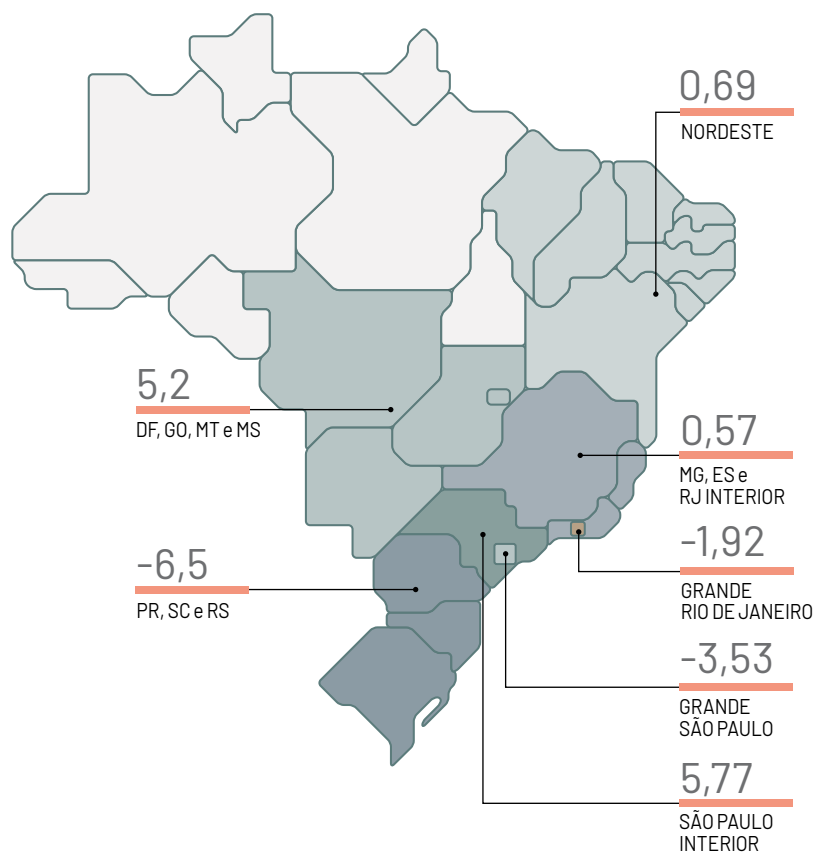 0,69
NORDESTE
5,2
DF, GO, MT e MS
0,57
MG, ES e
RJ INTERIOR
-1,92
GRANDE
RIO DE JANEIRO
-6,5
PR, SC e RS
-3,53
GRANDE
SÃO PAULO
5,77
SÃO PAULO
INTERIOR